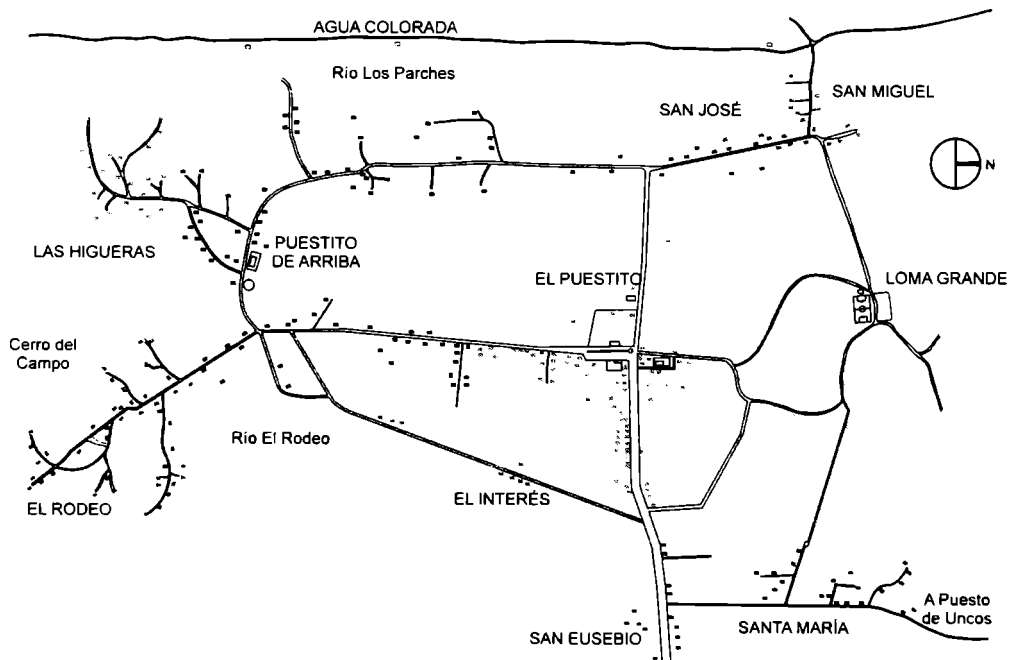 AGUA COLORADA
Río Los Parches
SAN JOSÉ
SAN MIGUEL
N
LAS HIGUERAS
PUESTITO
DE ARRIBA
EL PUESTITO
LOMA GRANDE
Cerro del
Campo
Río El Rodeo
EL RODEO
EL INTERÉS
A Puesto
de Uncos
SAN EUSEBIO
SANTA MARÍA